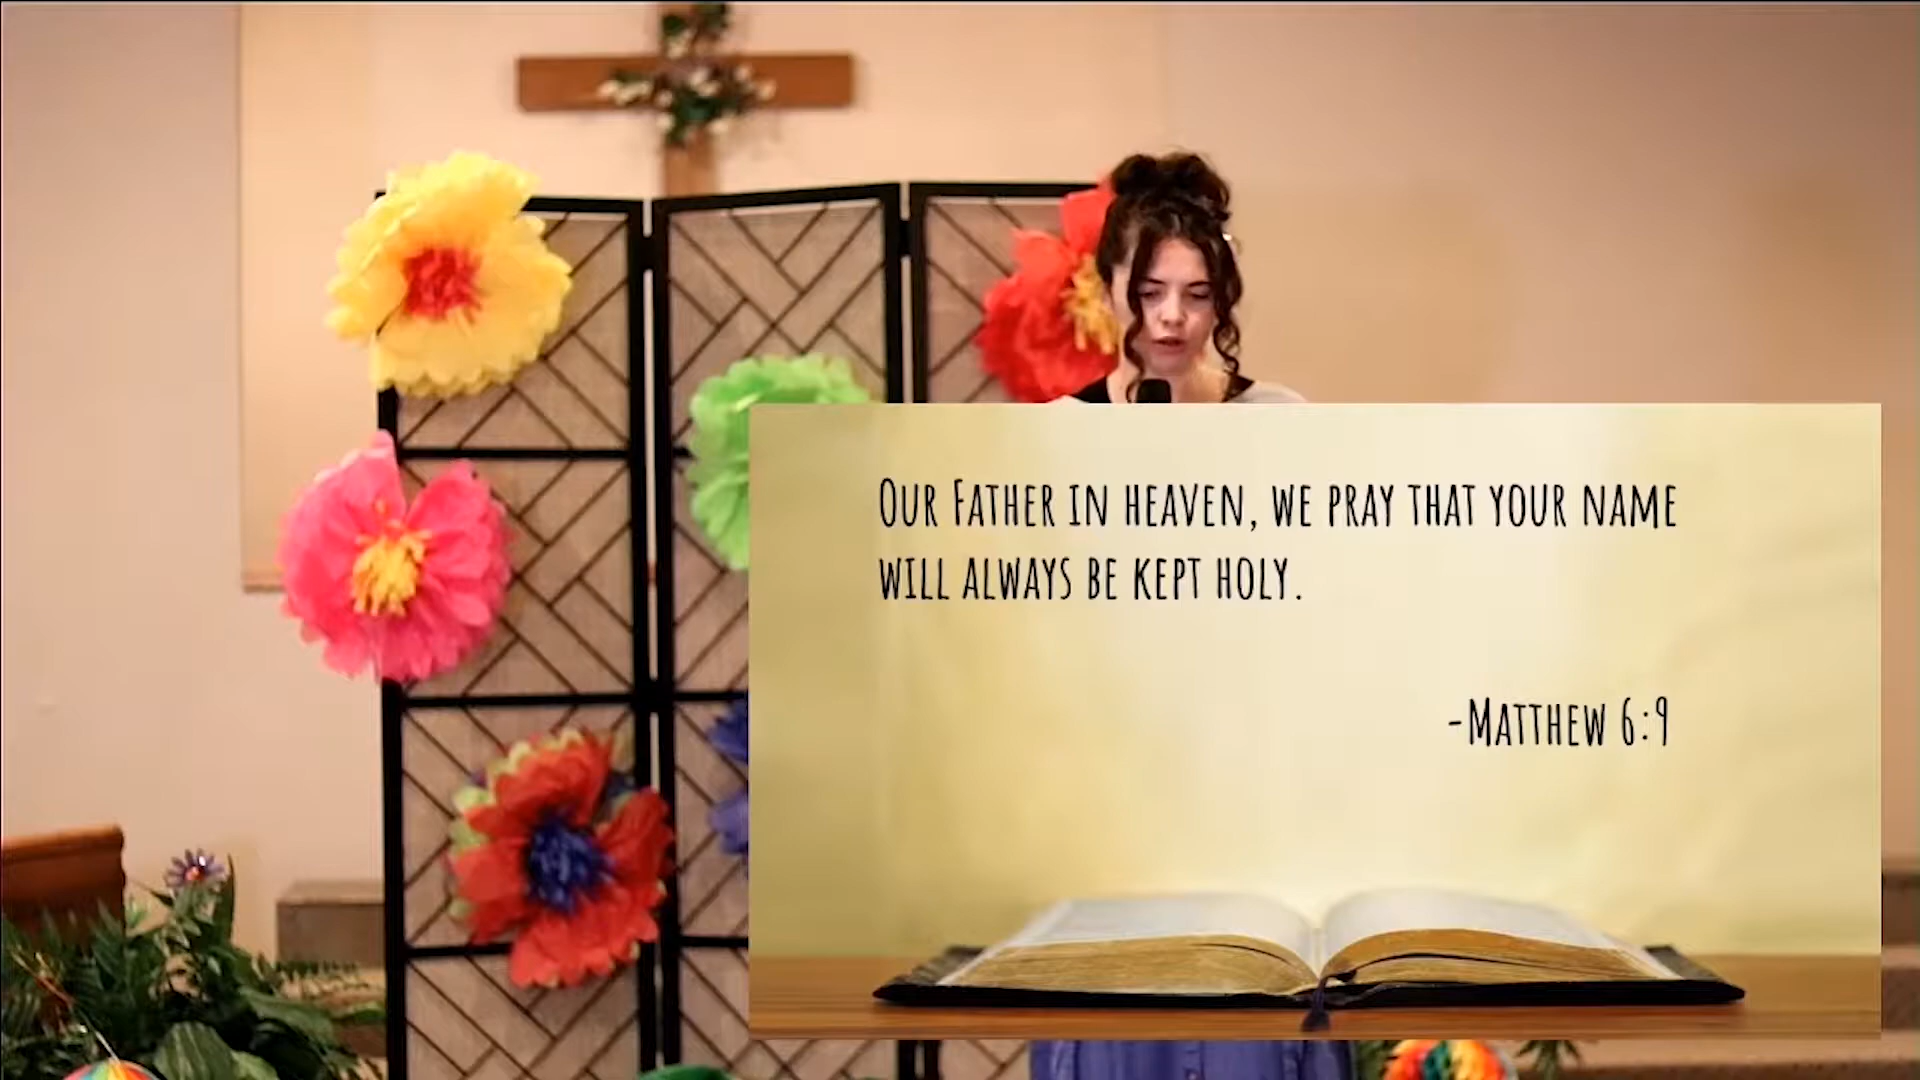 Our Father in heaven, we pray that your name
will always be kept holy.
-Matthew 6:9